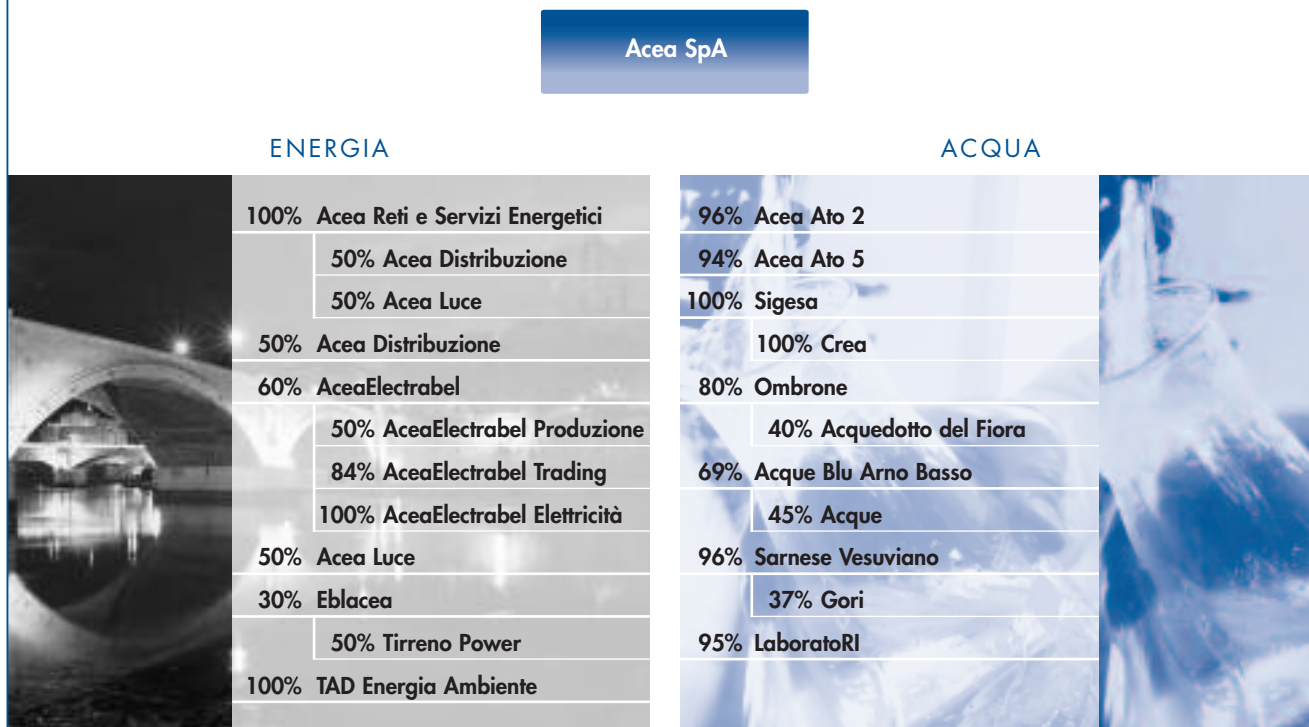 Acea SpA
ENERGIA
100% Acea Reti e Servizi Energetici
50% Acea Distribuzione
50% Acea Luce
50% Acea Distribuzione
60% AceaElectrabel
50% AceaElectrabel Produzione
84% AceaElectrabel Trading
100% AceaElectrabel Elettricità
50% Acea Luce
30% Eblacea
50% Tirreno Power
100% TAD Energia Ambiente
ACQUA
96% Acea Ato 2
94% Acea Ato 5
100% Sigesa
100% Crea
80% Ombrone
40% Acquedotto del Fiora
69% Acque Blu Arno Basso
45% Acque
96% Sarnese Vesuviano
37% Gori
95% LaboratoRI